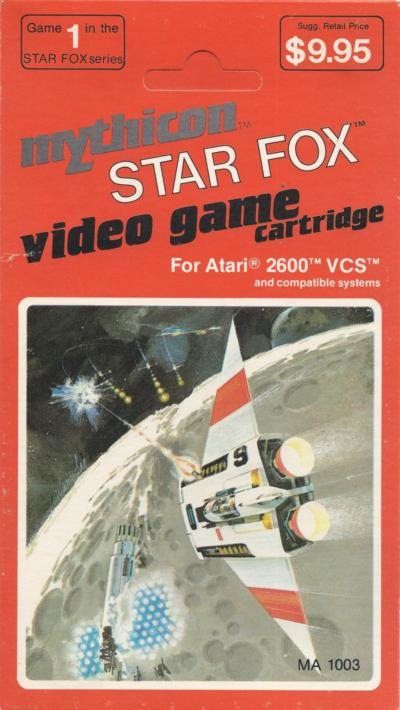 Game 1 in the
STAR FOX series
Sugg. Retail Price
$9.95
mythicon™
STAR FOX™
video game
cartridge
For Atari® 2600™ VCS™
and compatible systems
9
MA 1003